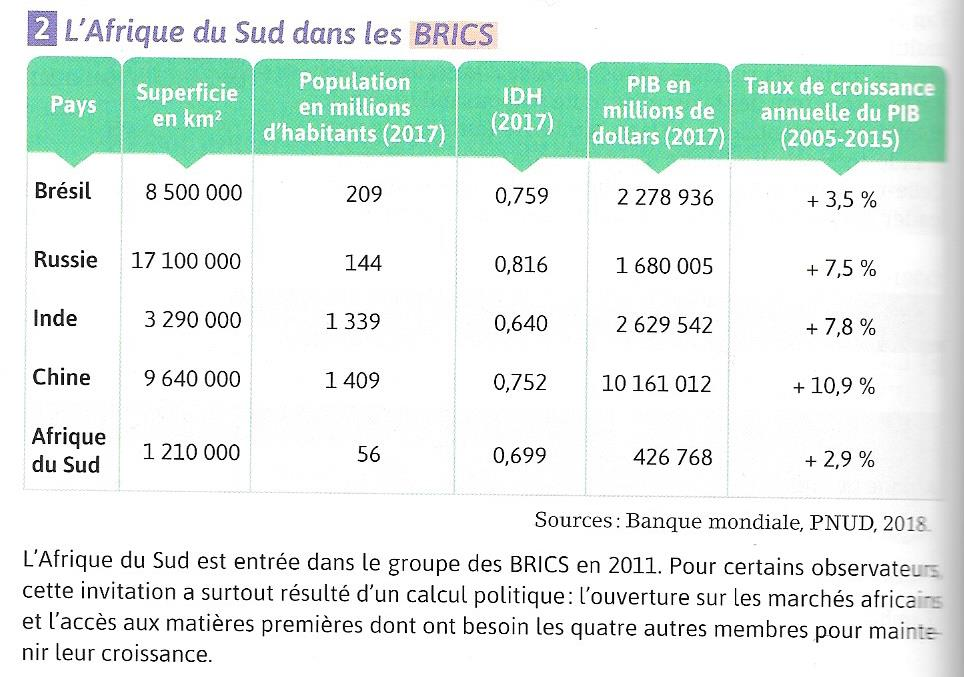 2 L'Afrique du Sud dans les BRICS
Pays
Superficie
en km²
Population
en millions
d'habitants (2017)
IDH
(2017)
PIB en
millions de
dollars (2017)
Taux de croissance
annuelle du PIB
(2005-2015)
Brésil 8 500 000 209 0,759 2 278 936 + 3,5 %
Russie 17 100 000 144 0,816 1 680 005 + 7,5 %
Inde 3 290 000 1 339 0,640 2 629 542 + 7,8 %
Chine 9 640 000 1 409 0,752 10 161 012 + 10,9 %
Afrique
du Sud 1 210 000 56 0,699 426 768 + 2,9 %
Sources : Banque mondiale, PNUD, 2018.
L'Afrique du Sud est entrée dans le groupe des BRICS en 2011. Pour certains observateurs,
cette invitation a surtout résulté d'un calcul politique : l'ouverture sur les marchés africains
et l'accès aux matières premières dont ont besoin les quatre autres membres pour mainte-
nir leur croissance.